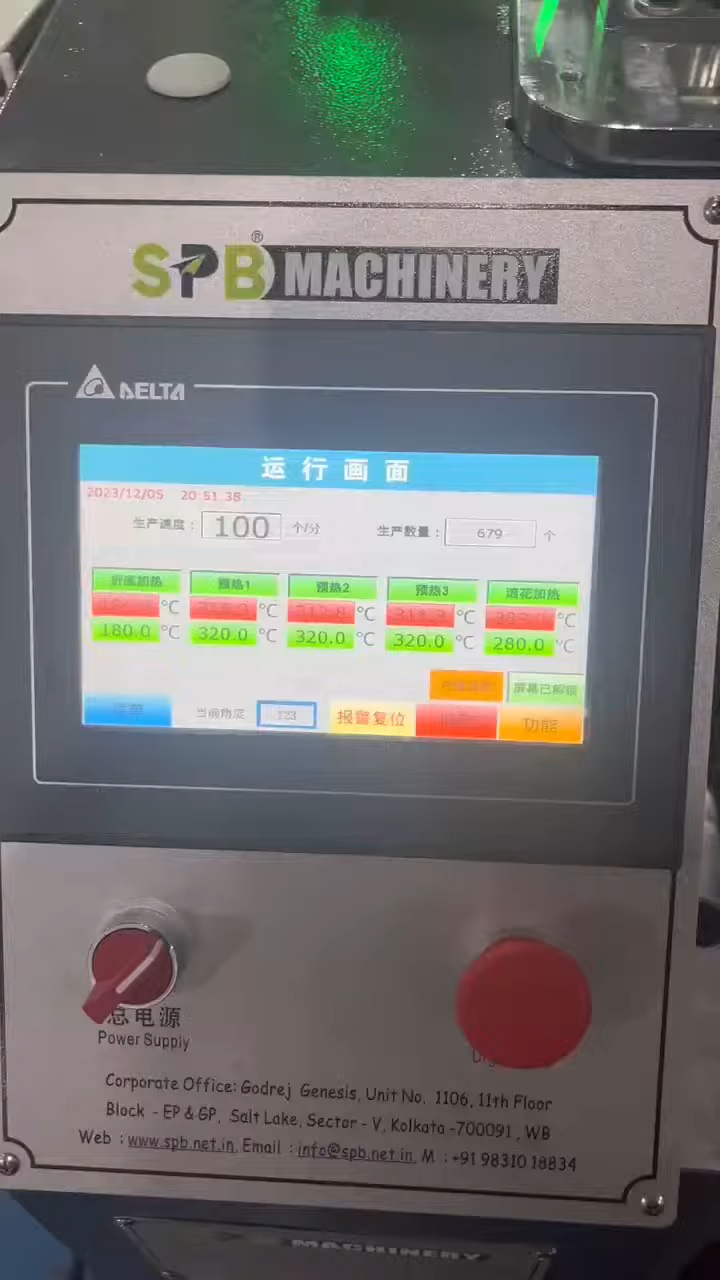 SPB® MACHINERY
DELTA
运行画面
2023/12/05 20:51:38
生产速度： 100 个/分 生产数量： 679 个
折底加热 预热1 预热2 预热3 滚花加热
℃ ℃ ℃ ℃ ℃
180.0 ℃ 320.0 ℃ 320.0 ℃ 320.0 ℃ 280.0 ℃
屏幕已解锁
当前角度 123 报警复位 功能
总电源
Power Supply
Corporate Office: Godrej Genesis, Unit No. 1106, 11th Floor
Block - EP & GP, Salt Lake, Sector - V, Kolkata -700091, WB
Web : www.spb.net.in, Email : info@spb.net.in, M : +91 98310 18834
MACHINERY